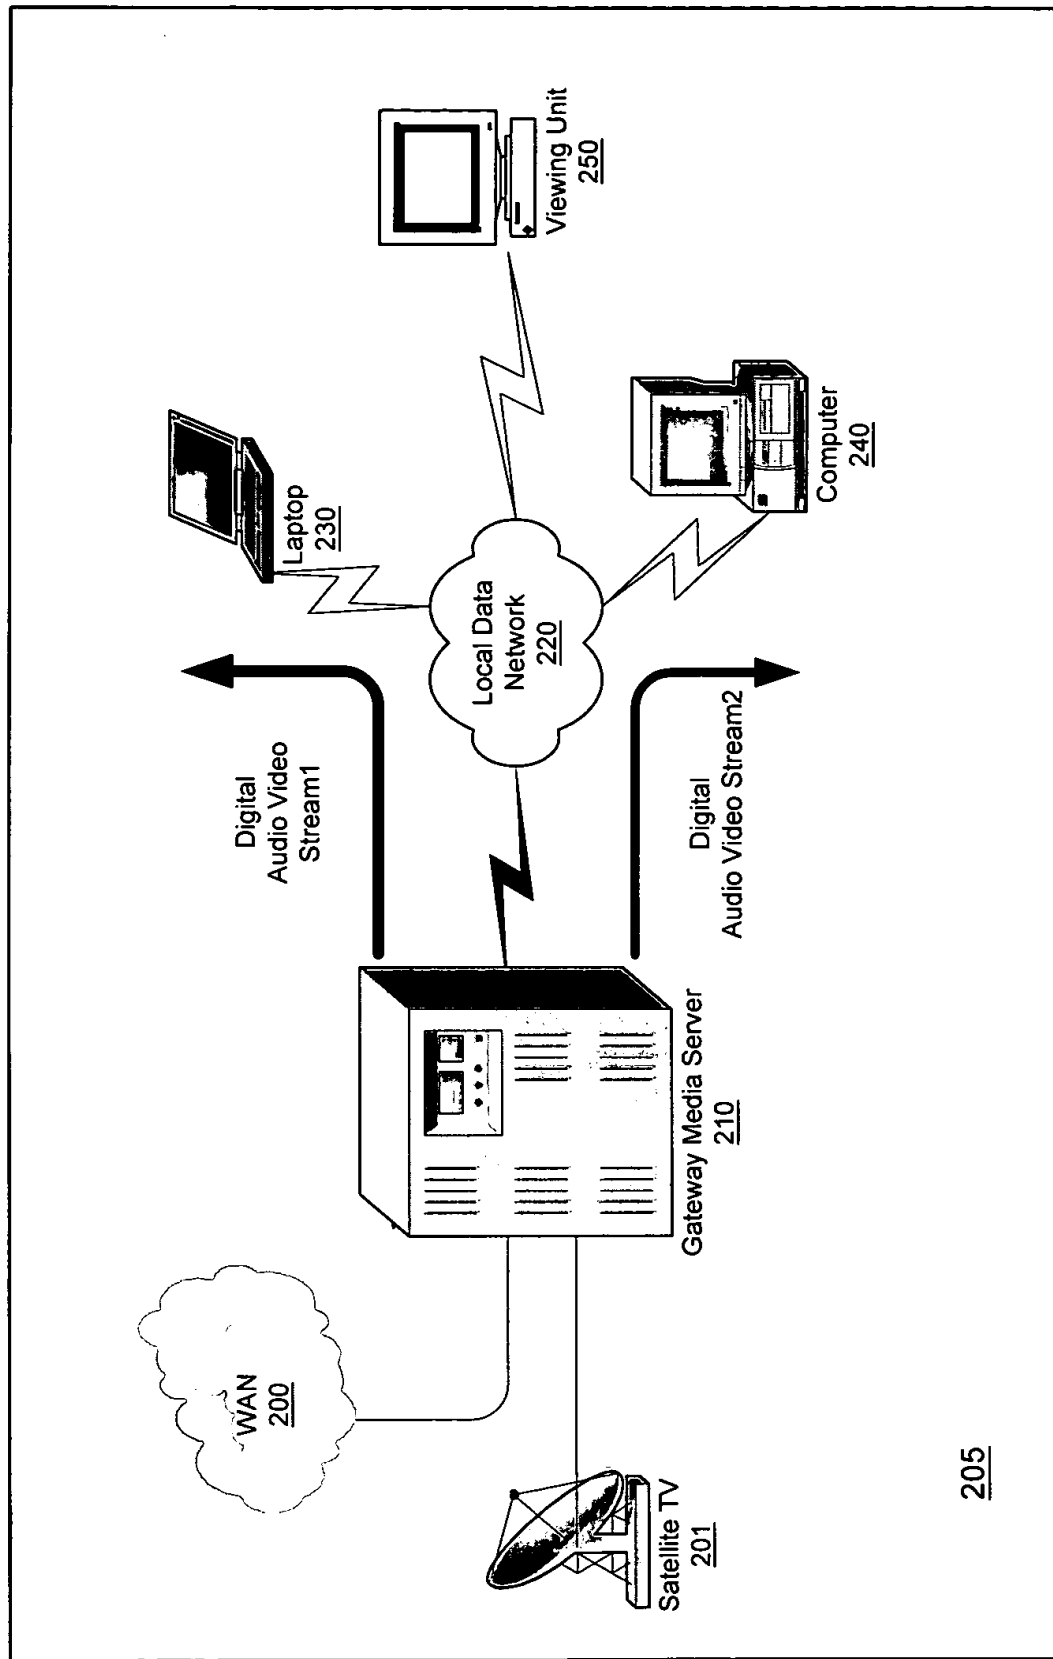 WAN
200
Satellite TV
201
Gateway Media Server
210
Digital
Audio Video
Stream1
Digital
Audio Video Stream2
Local Data
Network
220
Laptop
230
Computer
240
Viewing Unit
250
205